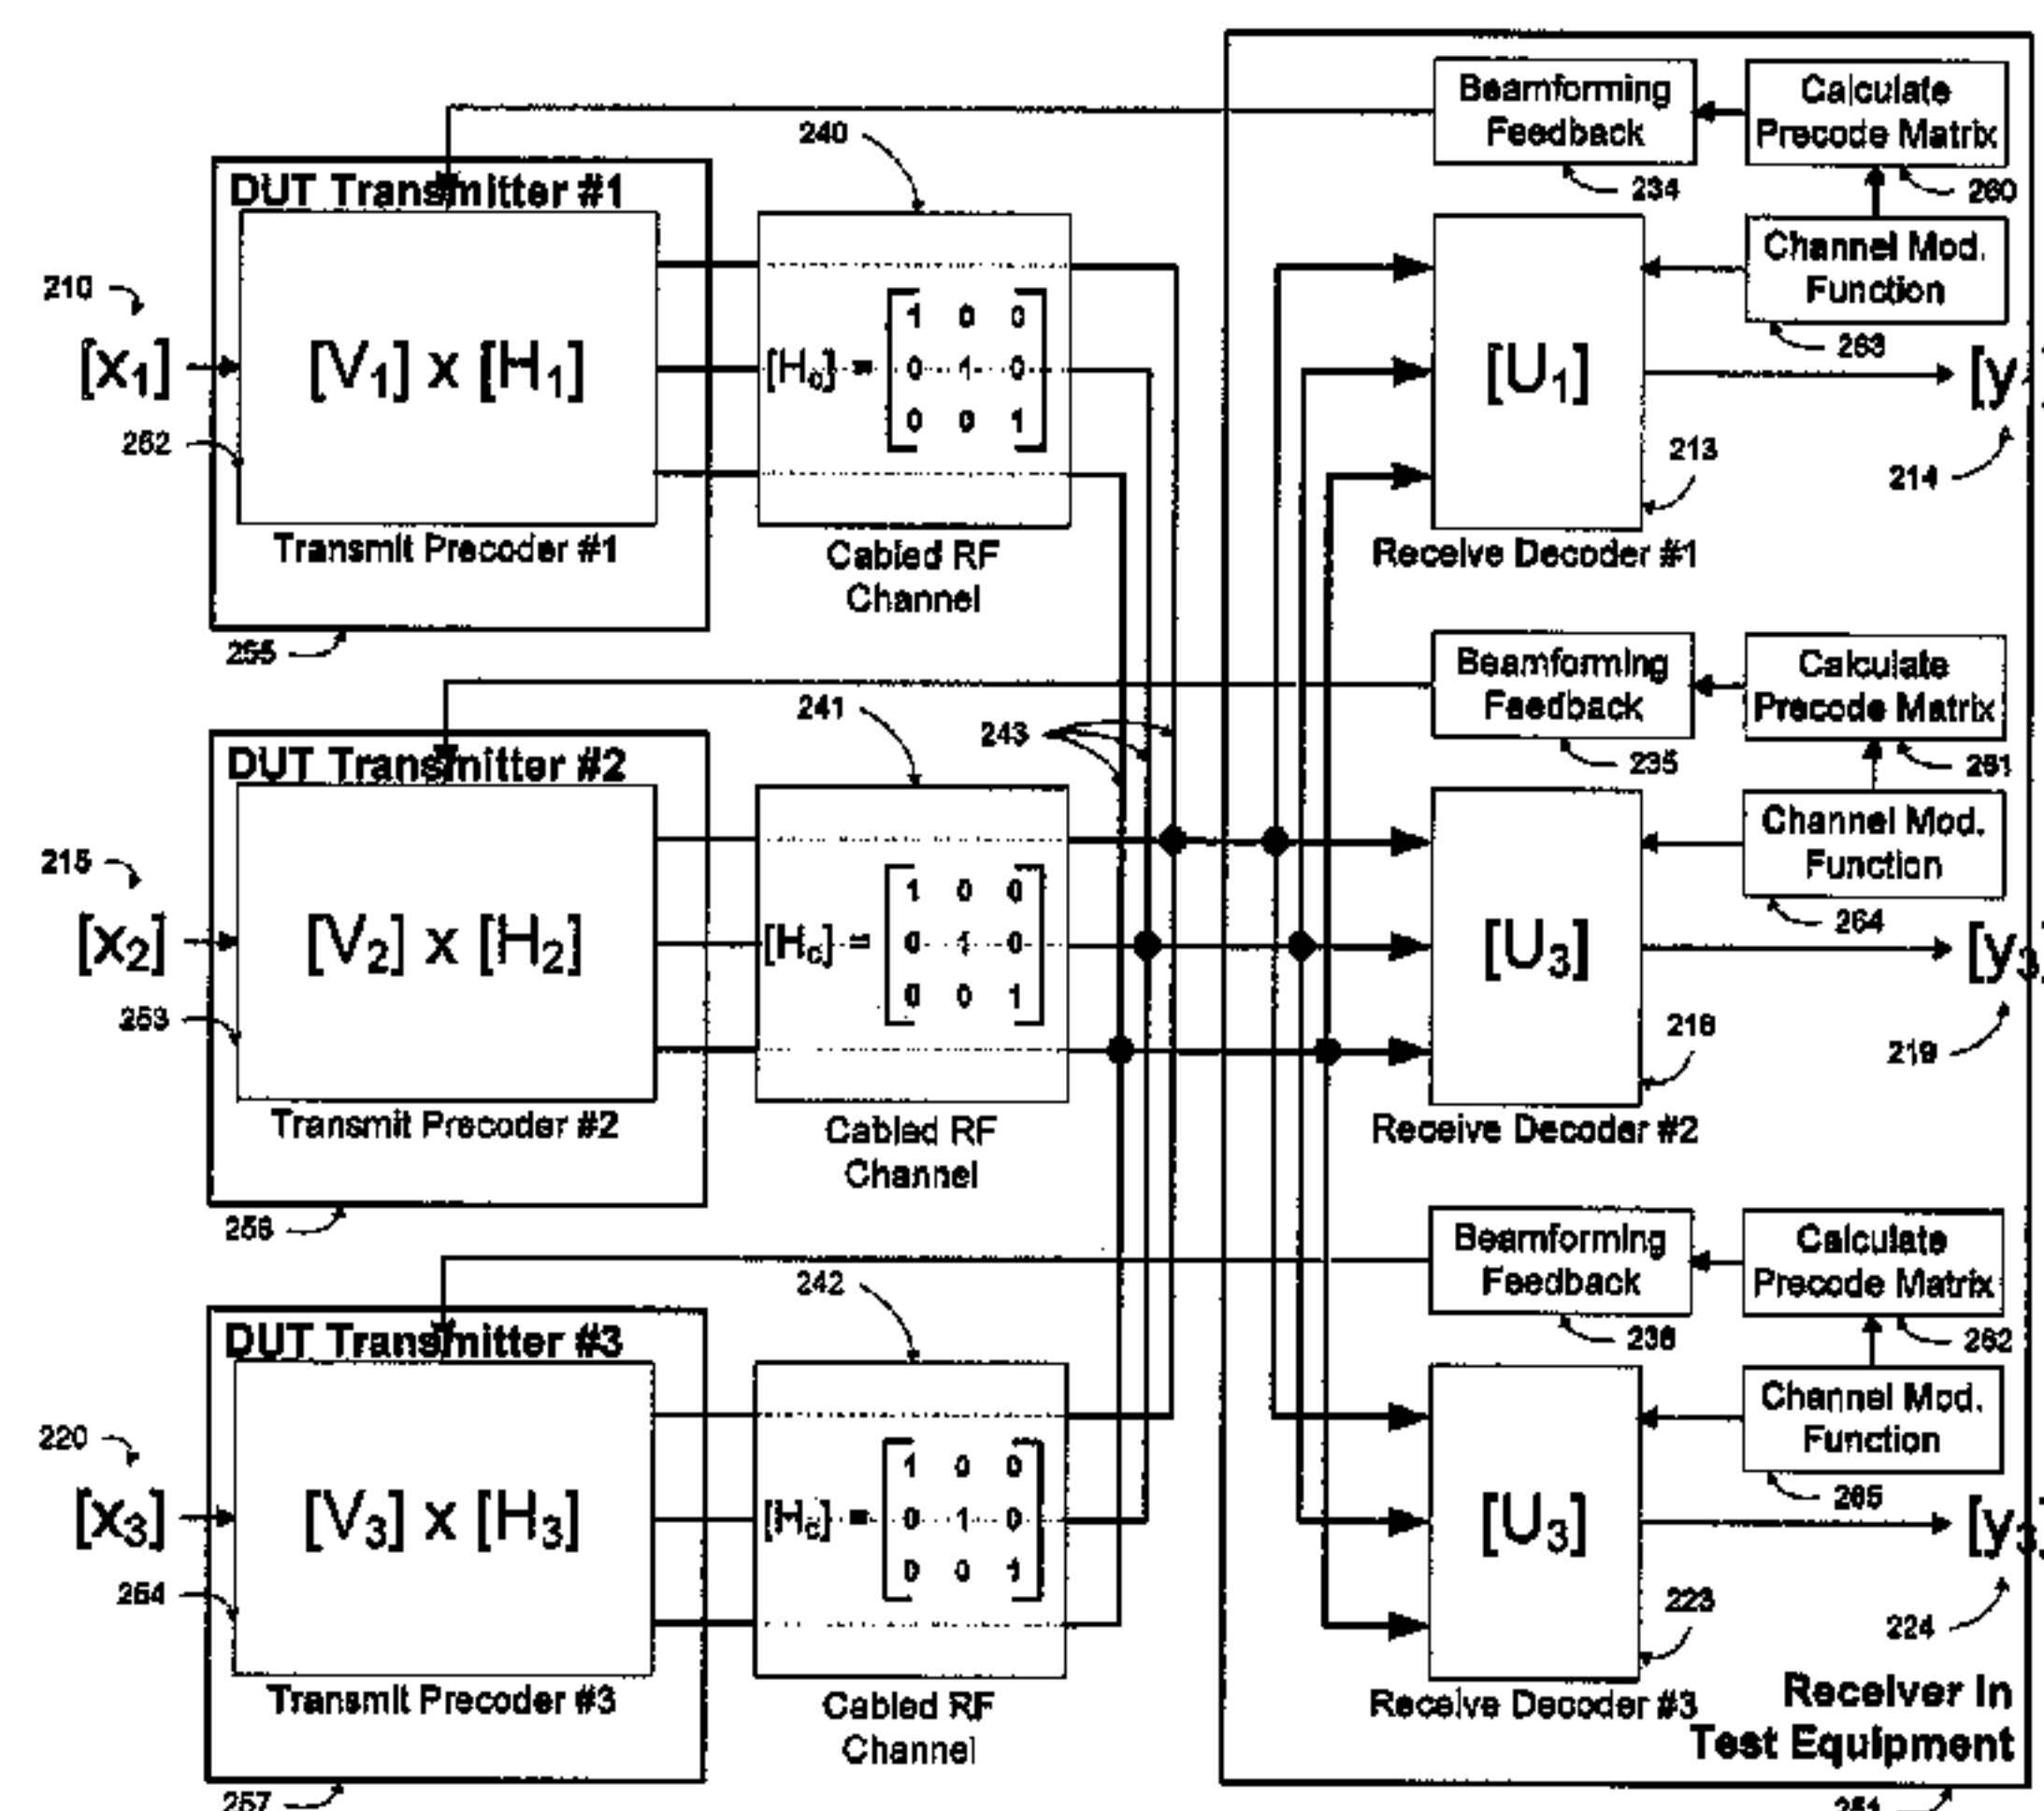 Beamforming
Feedback
Calculate
Precode Matrix
240
234
260
DUT Transmitter #1
Channel Mod.
Function
263
210
[x1]
[V1] x [H1]
[Hc] =
1 0 0
0 1 0
0 0 1
[U1]
[y
252
213
214
Transmit Precoder #1
Cabled RF
Channel
Receive Decoder #1
255
Beamforming
Feedback
Calculate
Precode Matrix
241
243
235
261
DUT Transmitter #2
Channel Mod.
Function
264
215
[x2]
[V2] x [H2]
[Hc] =
1 0 0
0 1 0
0 0 1
[U3]
[y3]
253
218
219
Transmit Precoder #2
Cabled RF
Channel
Receive Decoder #2
256
Beamforming
Feedback
Calculate
Precode Matrix
242
236
262
DUT Transmitter #3
Channel Mod.
Function
265
220
[x3]
[V3] x [H3]
[Hc] =
1 0 0
0 1 0
0 0 1
[U3]
[y3]
254
223
224
Transmit Precoder #3
Cabled RF
Channel
Receive Decoder #3
Receiver In
Test Equipment
257
251